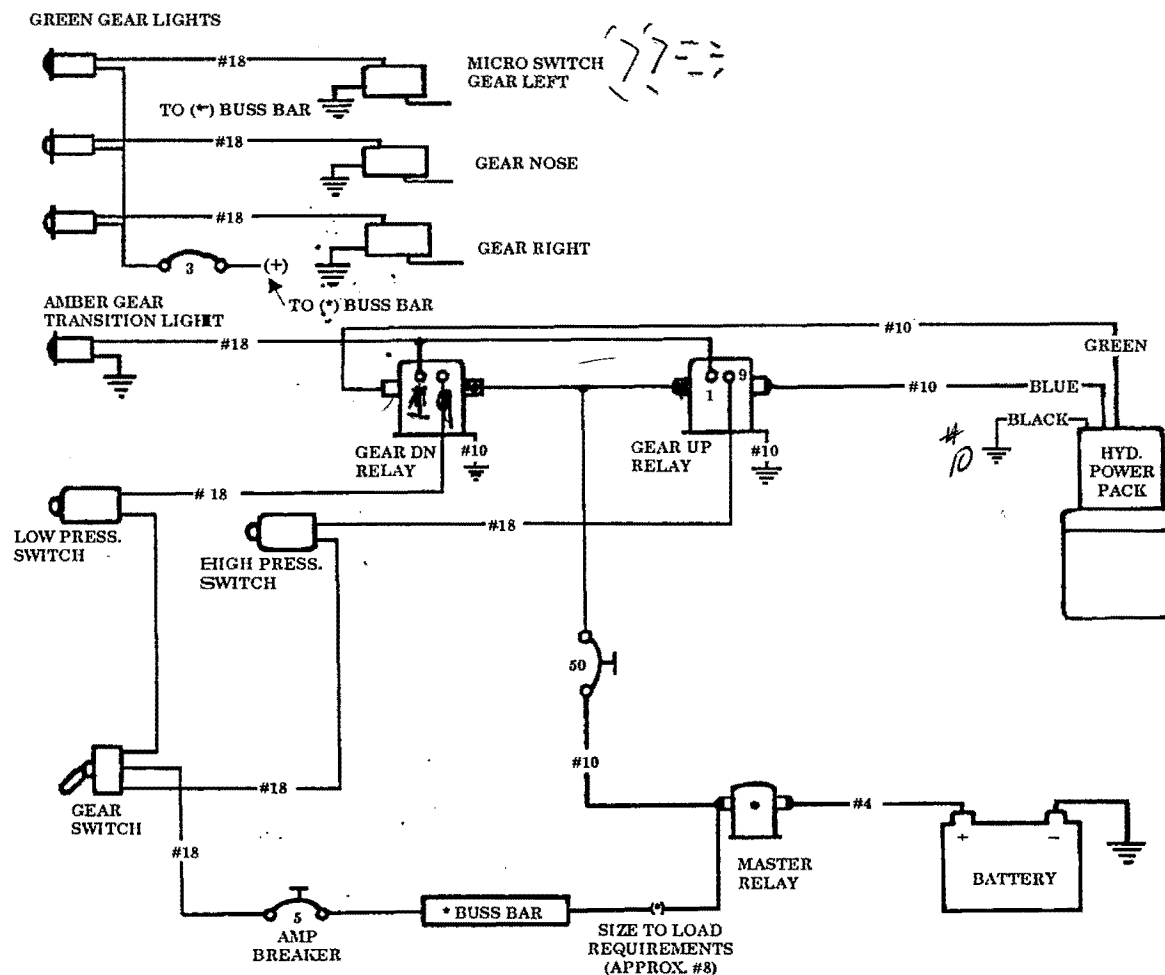 GREEN GEAR LIGHTS
#18
MICRO SWITCH
GEAR LEFT
TO (*) BUSS BAR
#18
GEAR NOSE
#18
GEAR RIGHT
3
(+)
TO (*) BUSS BAR
AMBER GEAR
TRANSITION LIGHT
#18
#10
GREEN
1
9
#10
BLUE
BLACK
#10
GEAR DN
RELAY
#10
GEAR UP
RELAY
#10
HYD.
POWER
PACK
# 18
LOW PRESS.
SWITCH
#18
HIGH PRESS.
SWITCH
50
#10
GEAR
SWITCH
#18
#18
#4
MASTER
RELAY
+
−
BATTERY
5
AMP
BREAKER
* BUSS BAR
(*)
SIZE TO LOAD
REQUIREMENTS
(APPROX. #8)